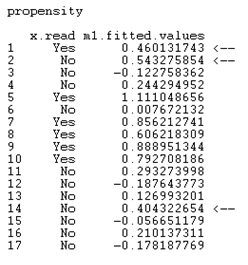 propensity
x.read m1.fitted.values
1 Yes 0.460131743 <--
2 No 0.543275854 <--
3 No -0.122758362
4 No 0.244294952
5 Yes 1.111048656
6 No 0.007672132
7 Yes 0.856212741
8 Yes 0.606218309
9 Yes 0.888951344
10 Yes 0.792708186
11 No 0.293273998
12 No -0.187643773
13 No 0.126993201
14 No 0.404322654 <--
15 No -0.056651179
16 No 0.210137311
17 No -0.178187769